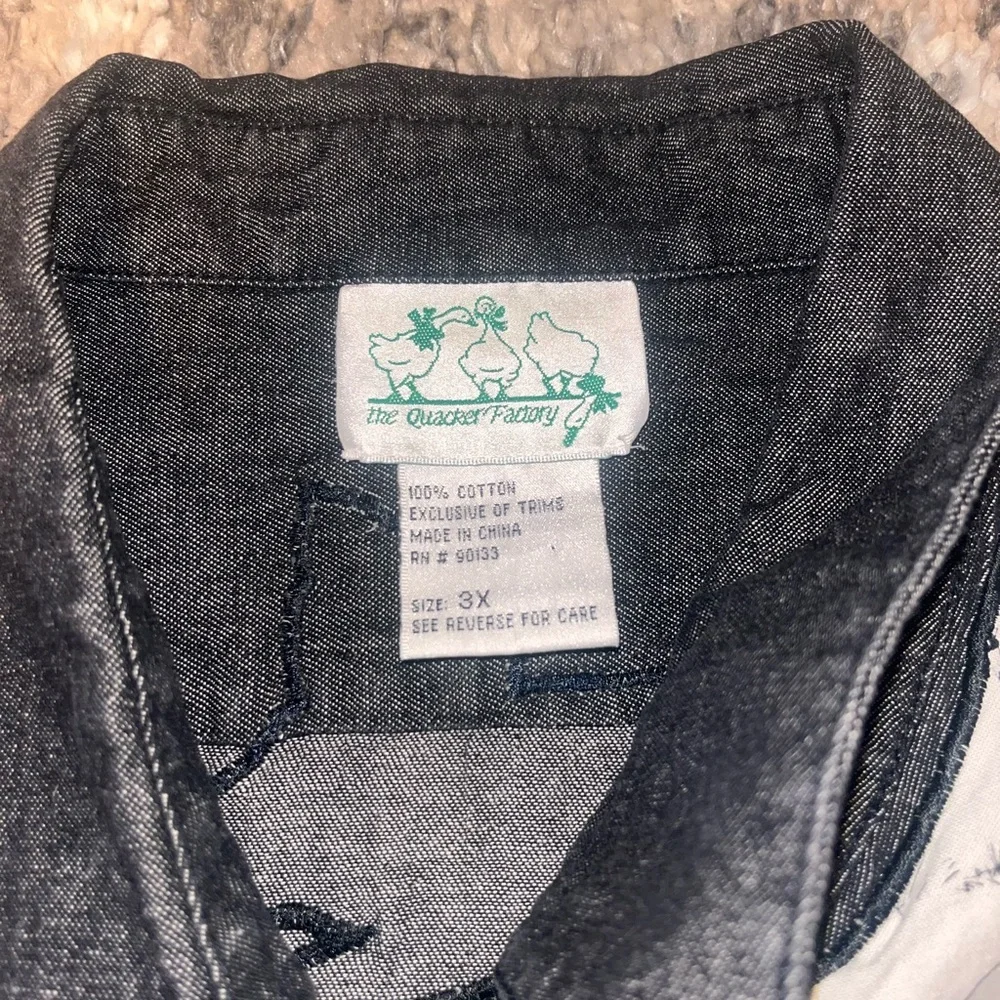 the Quacker Factory
100% COTTON
EXCLUSIVE OF TRIMS
MADE IN CHINA
RN # 90133
SIZE: 3X
SEE REVERSE FOR CARE